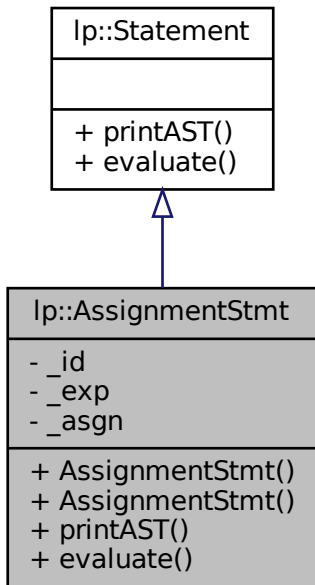 lp::Statement
+ printAST()
+ evaluate()
lp::AssignmentStmt
- _id
- _exp
- _asgn
+ AssignmentStmt()
+ AssignmentStmt()
+ printAST()
+ evaluate()